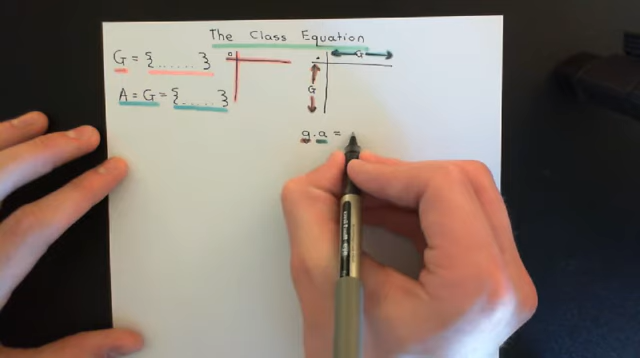 The Class Equation
G = {......} o . G
A = G = {......} G
g.a =